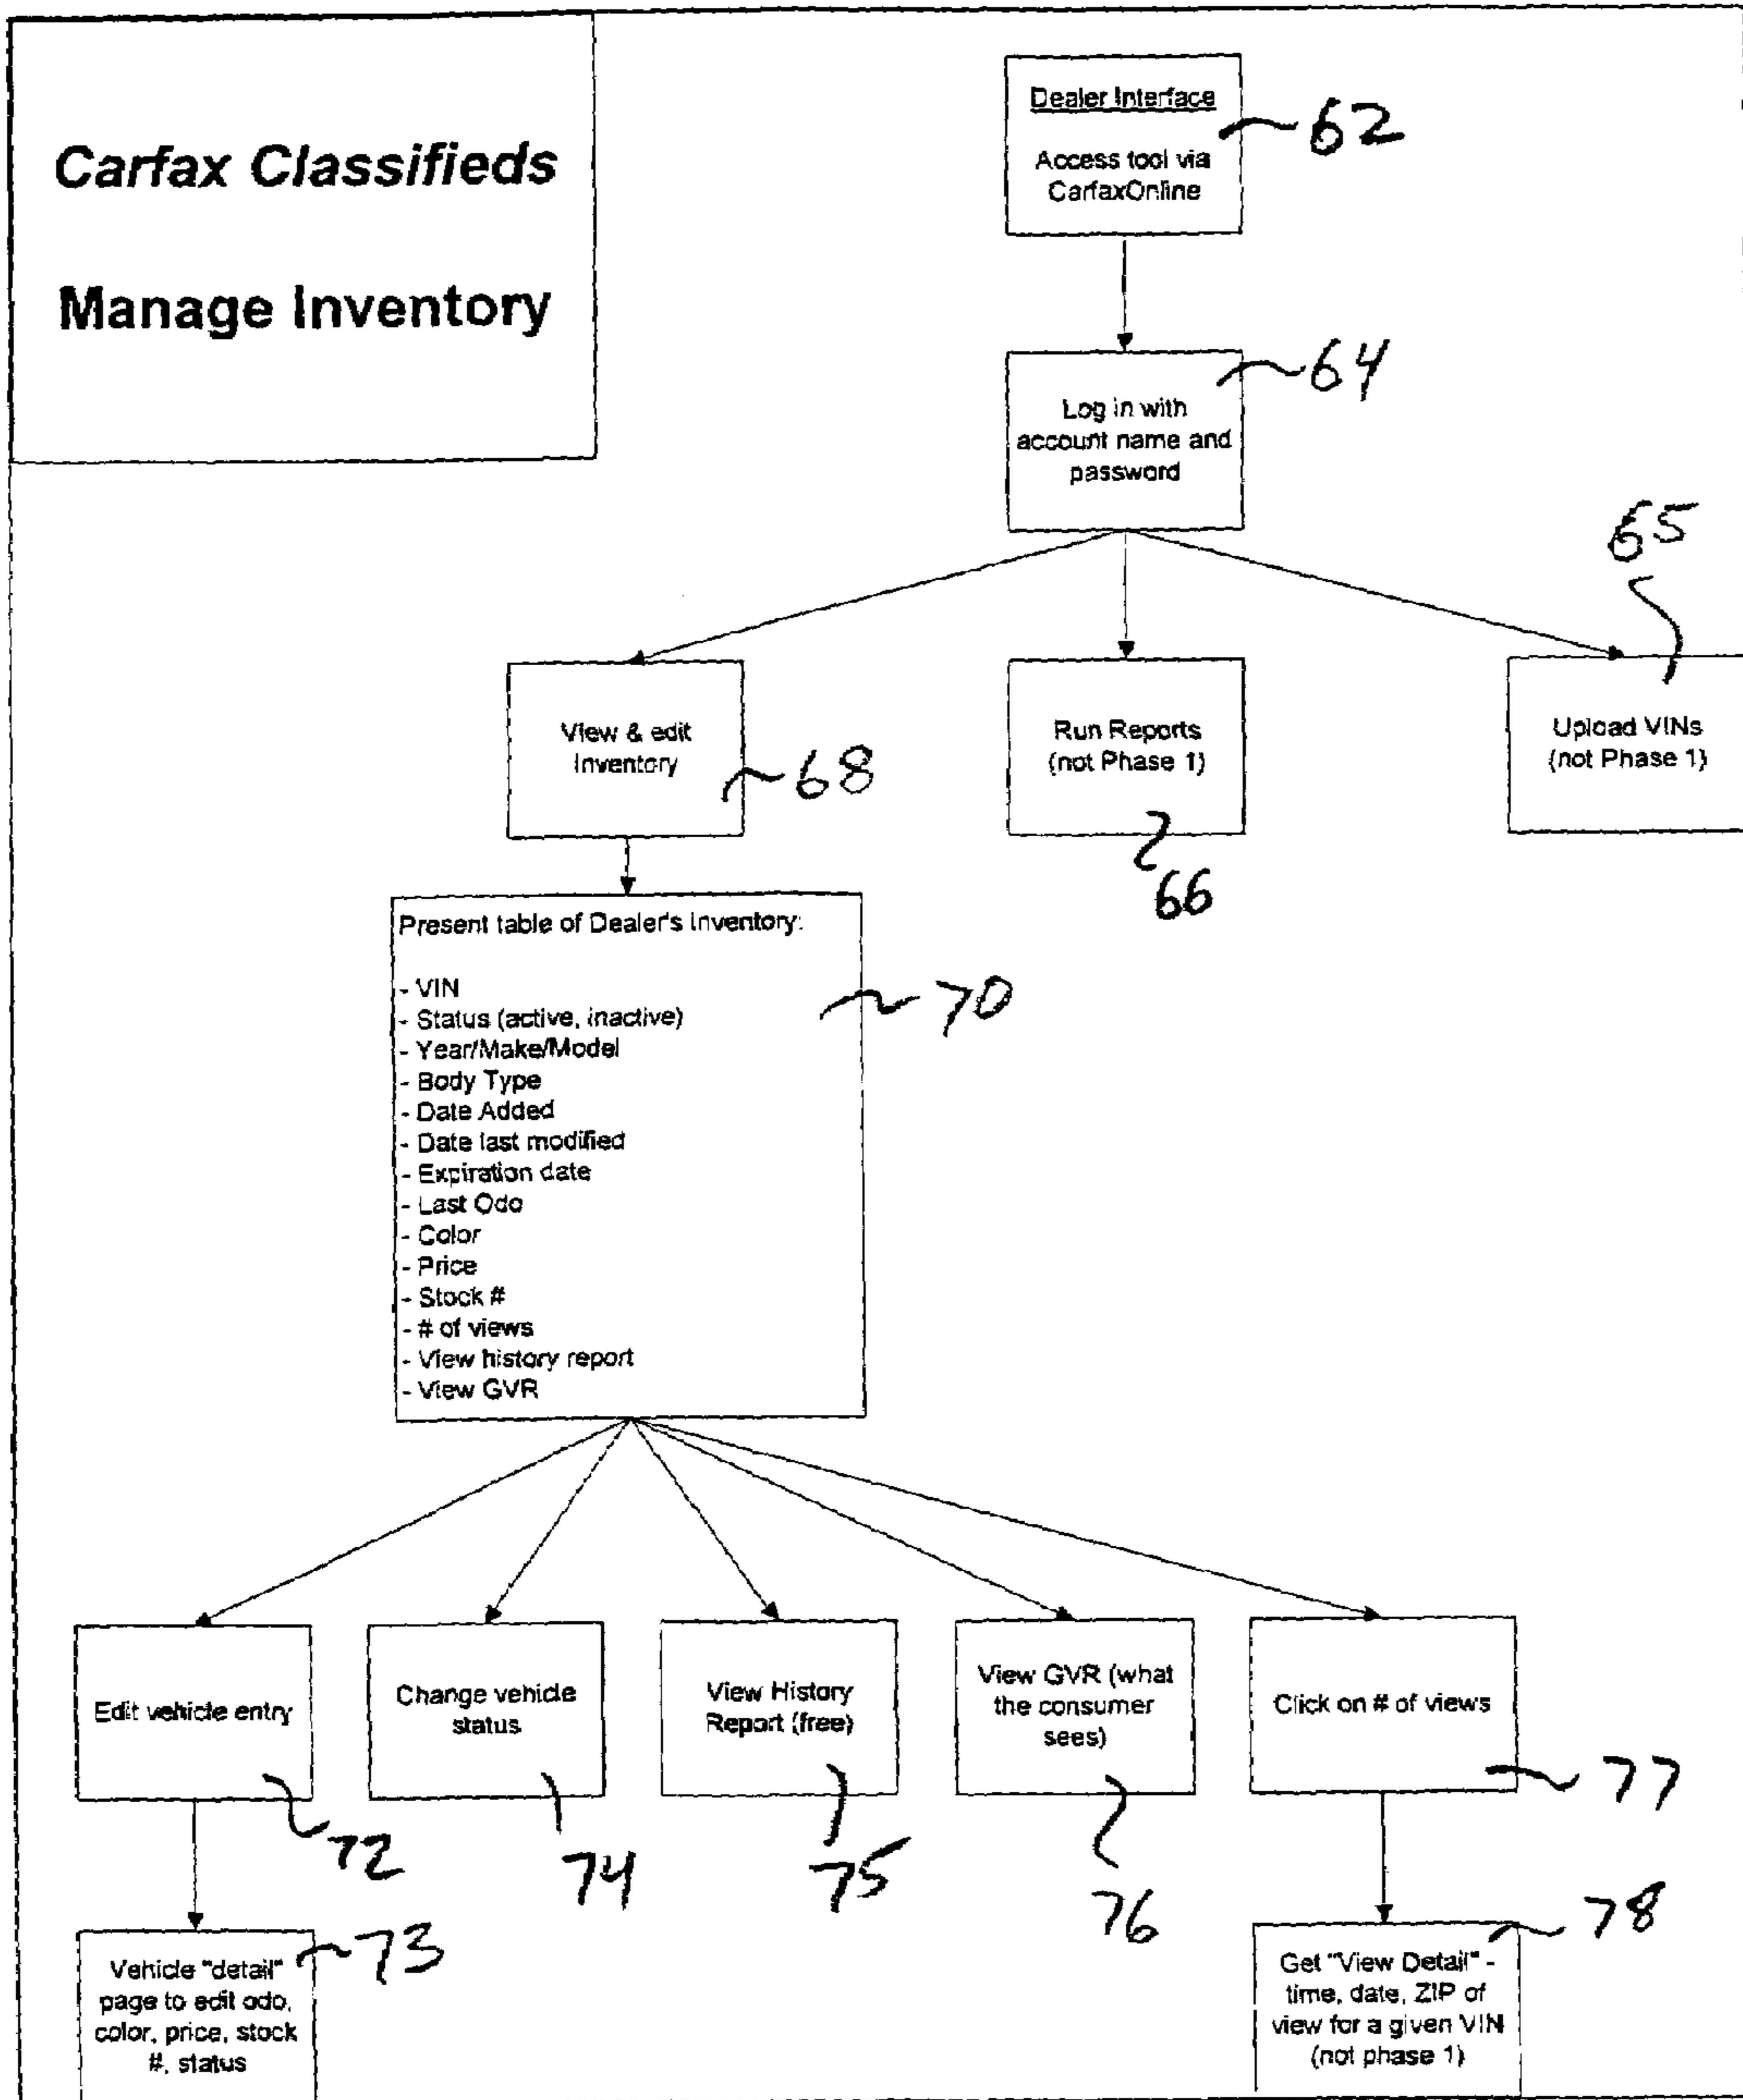 Carfax Classifieds
Manage Inventory
Dealer Interface
Access tool via
CarfaxOnline
62
Log in with
account name and
password
64
65
View & edit
Inventory
68
Run Reports
(not Phase 1)
66
Upload VINs
(not Phase 1)
Present table of Dealer's Inventory:
- VIN
- Status (active, inactive)
- Year/Make/Model
- Body Type
- Date Added
- Date last modified
- Expiration date
- Last Odo
- Color
- Price
- Stock #
- # of views
- View history report
- View GVR
70
Edit vehicle entry
72
Change vehicle
status
74
View History
Report (free)
75
View GVR (what
the consumer
sees)
76
Click on # of views
77
Vehicle "detail"
page to edit odo,
color, price, stock
#, status
73
Get "View Detail" -
time, date, ZIP of
view for a given VIN
(not phase 1)
78